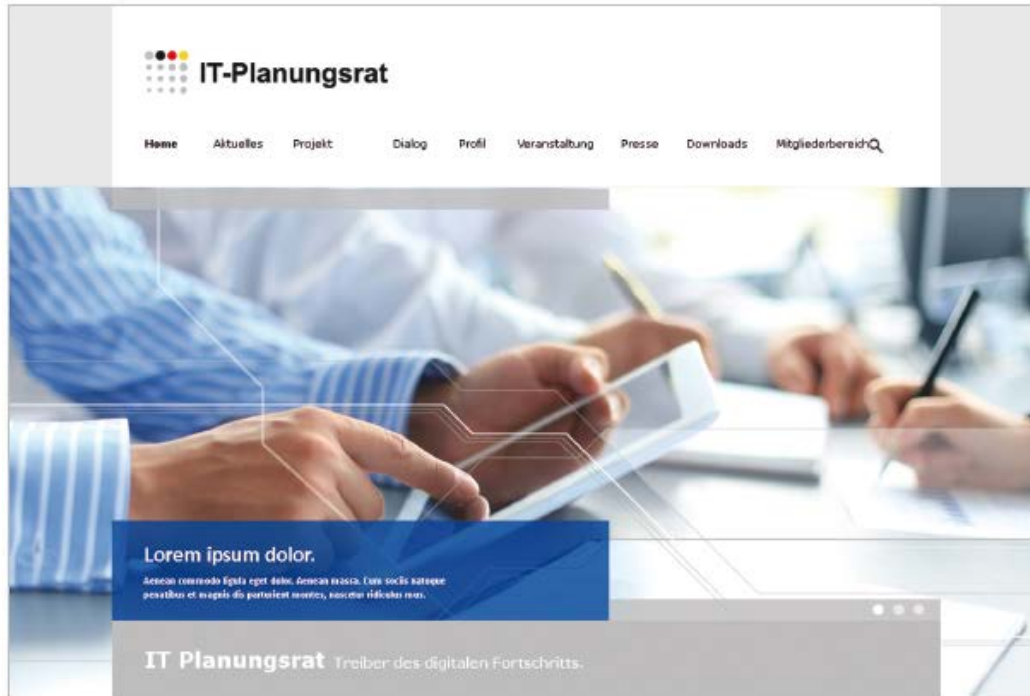 IT-Planungsrat
Home Aktuelles Projekt Dialog Profil Veranstaltung Presse Downloads Mitgliederbereich
Lorem ipsum dolor.
Aenean commodo ligula eget dolor. Aenean massa. Cum sociis natoque
penatibus et magnis dis parturient montes, nascetur ridiculus mus.
IT Planungsrat Treiber des digitalen Fortschritts.